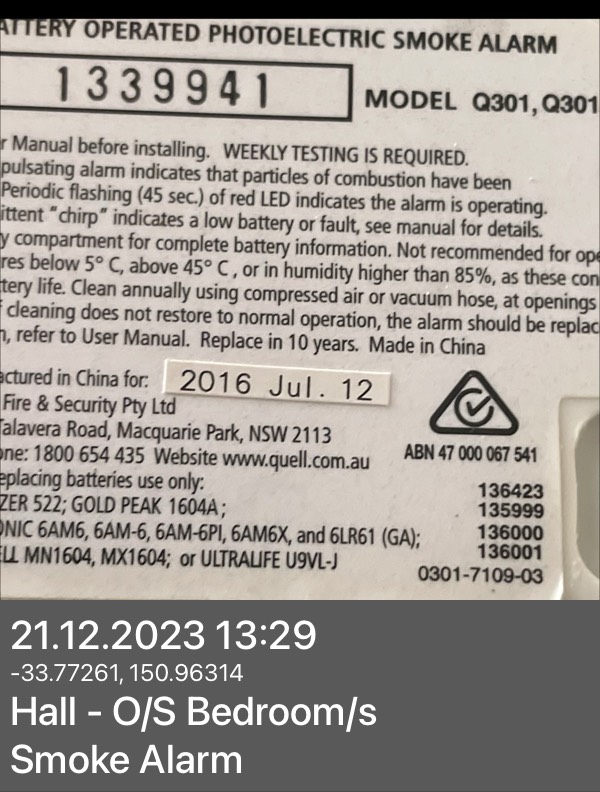 BATTERY OPERATED PHOTOELECTRIC SMOKE ALARM
1339941
MODEL Q301, Q301
r Manual before installing. WEEKLY TESTING IS REQUIRED.
pulsating alarm indicates that particles of combustion have been
Periodic flashing (45 sec.) of red LED indicates the alarm is operating.
ittent "chirp" indicates a low battery or fault, see manual for details.
y compartment for complete battery information. Not recommended for ope
res below 5° C, above 45° C, or in humidity higher than 85%, as these con
tery life. Clean annually using compressed air or vacuum hose, at openings
f cleaning does not restore to normal operation, the alarm should be replac
n, refer to User Manual. Replace in 10 years. Made in China
actured in China for: 2016 Jul. 12
Fire & Security Pty Ltd
Talavera Road, Macquarie Park, NSW 2113
one: 1800 654 435 Website www.quell.com.au
ABN 47 000 067 541
eplacing batteries use only:
ZER 522; GOLD PEAK 1604A;
ONIC 6AM6, 6AM-6, 6AM-6PI, 6AM6X, and 6LR61 (GA);
ELL MN1604, MX1604; or ULTRALIFE U9VL-J
136423
135999
136000
136001
0301-7109-03
21.12.2023 13:29
-33.77261, 150.96314
Hall - O/S Bedroom/s
Smoke Alarm